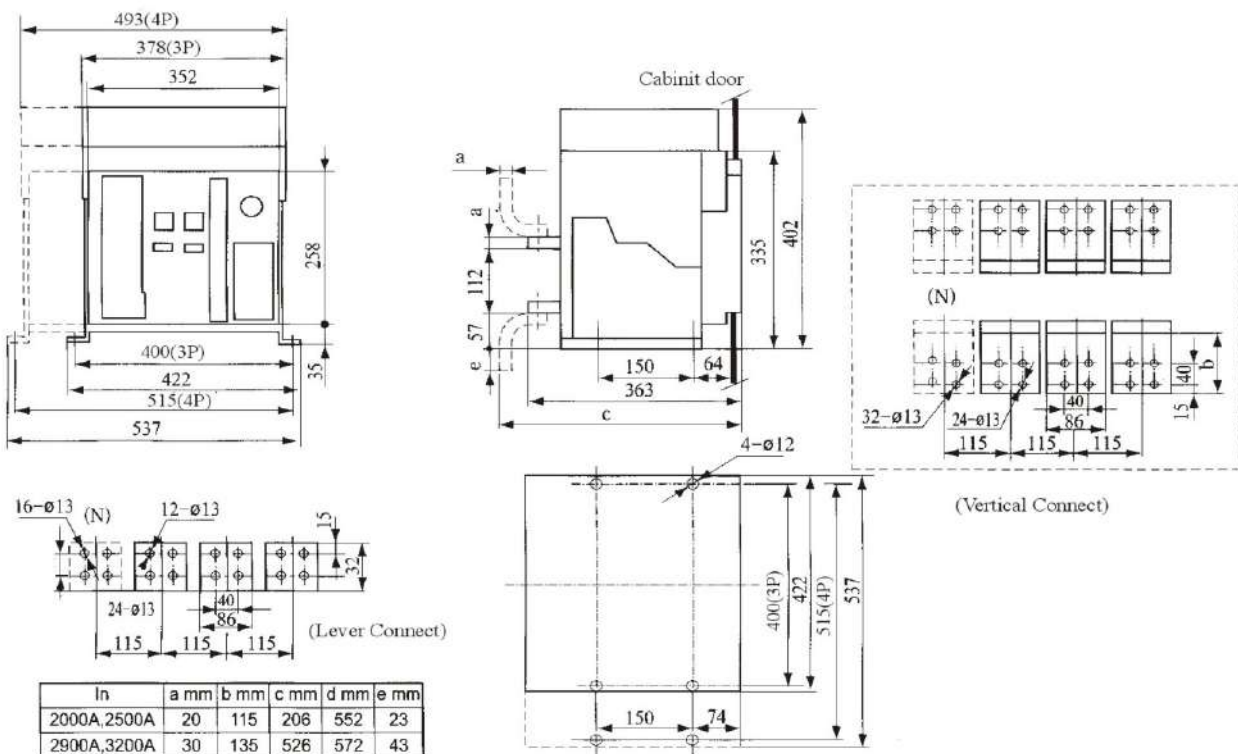 493(4P)
378(3P)
352
258
35
400(3P)
422
515(4P)
537
Cabinit door
a
a
112
57
e
335
402
150
64
363
c
(N)
b
40
15
32-ø13
24-ø13
40
86
115
115
115
(Vertical Connect)
16-ø13
(N)
12-ø13
15
32
24-ø13
40
86
115
115
115
(Lever Connect)
4-ø12
400(3P)
422
515(4P)
537
150
74
In a mm b mm c mm d mm e mm
2000A,2500A 20 115 206 552 23
2900A,3200A 30 135 526 572 43